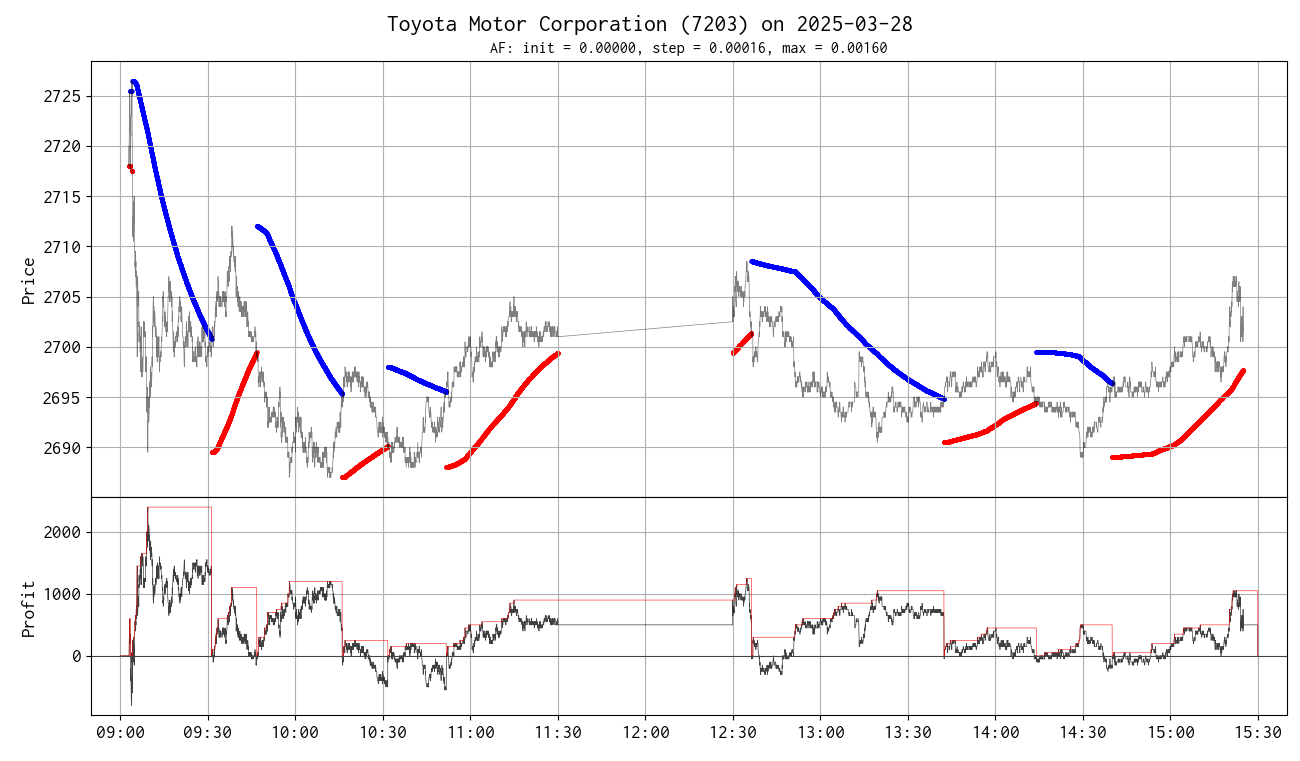 Toyota Motor Corporation (7203) on 2025-03-28
AF: init = 0.00000, step = 0.00016, max = 0.00160
Price
2725
2720
2715
2710
2705
2700
2695
2690
Profit
2000
1000
0
09:00 09:30 10:00 10:30 11:00 11:30 12:00 12:30 13:00 13:30 14:00 14:30 15:00 15:30